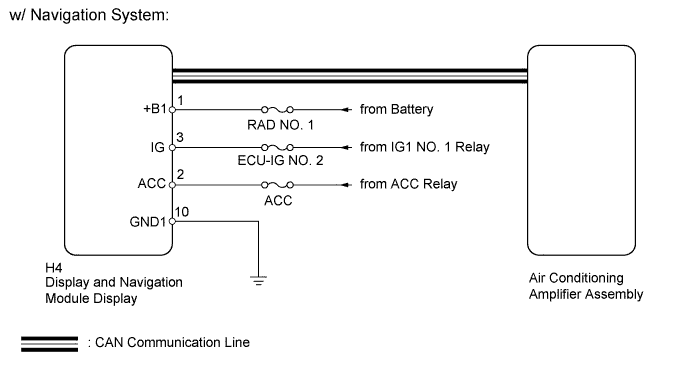 w/ Navigation System:
+B1 1 from Battery
RAD NO. 1
IG 3 from IG1 NO. 1 Relay
ECU-IG NO. 2
ACC 2 from ACC Relay
ACC
GND1 10
H4
Display and Navigation
Module Display
Air Conditioning
Amplifier Assembly
: CAN Communication Line